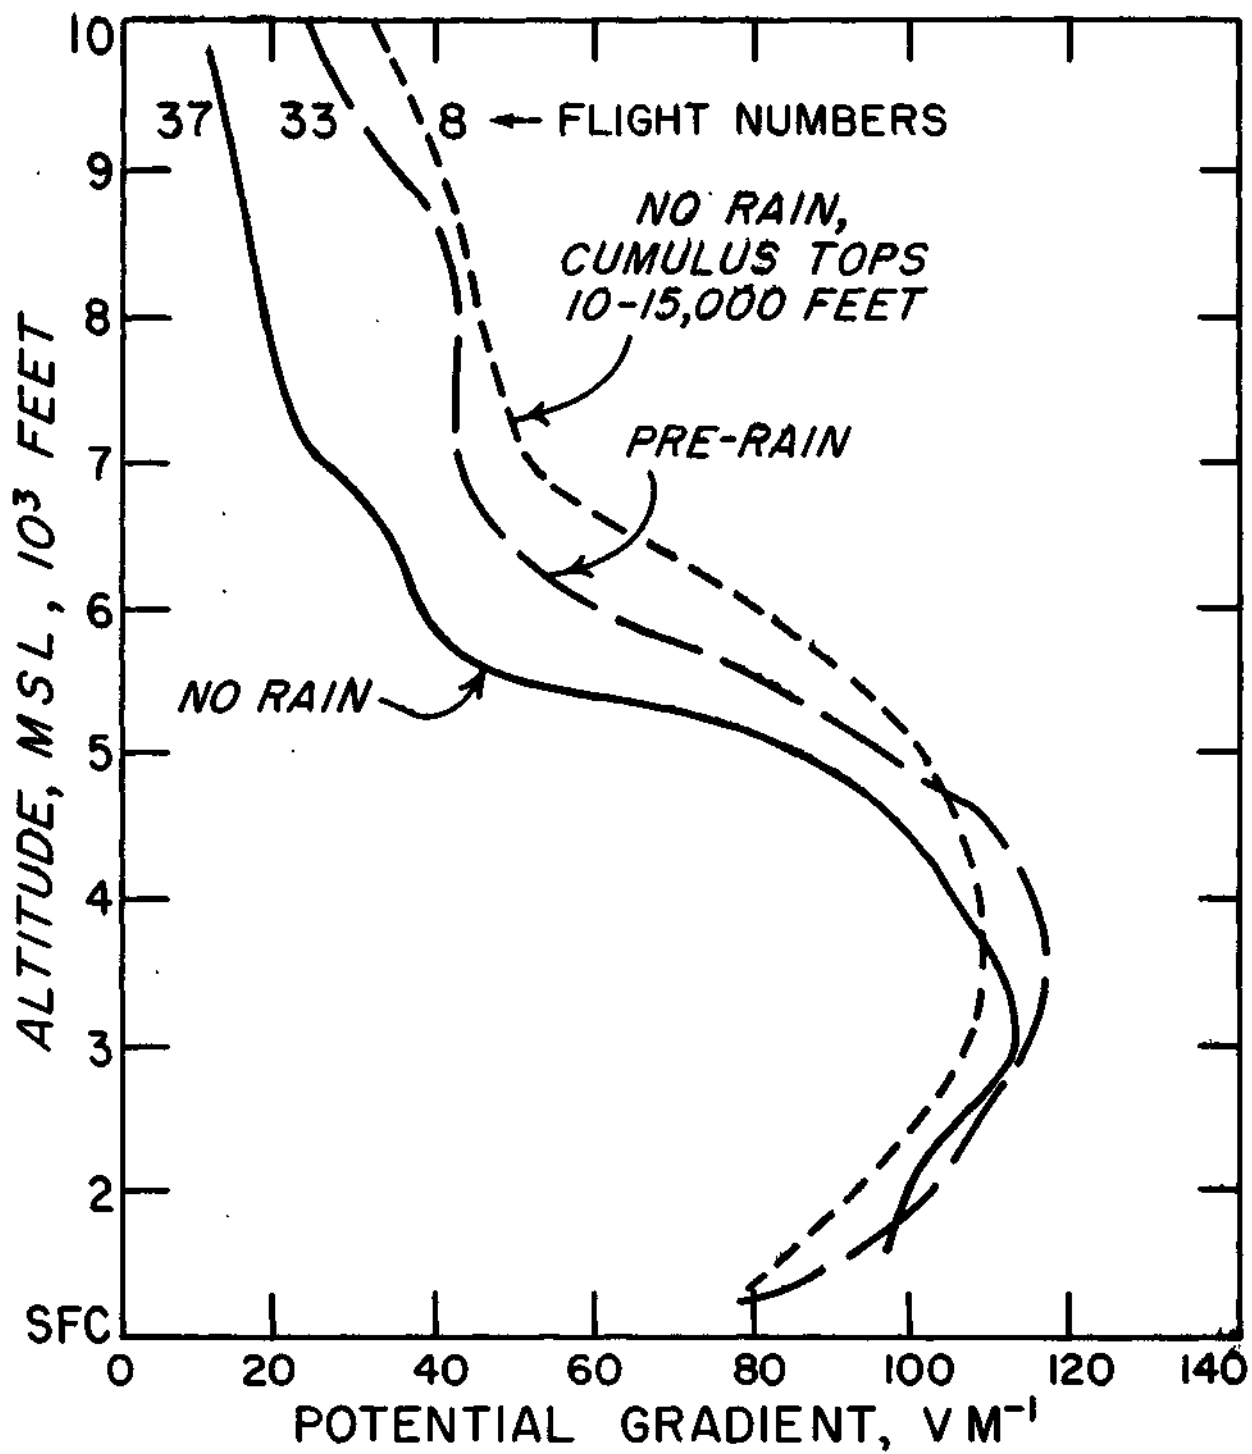 10
37 33 8 ← FLIGHT NUMBERS
9
NO RAIN,
CUMULUS TOPS
10-15,000 FEET
8
PRE-RAIN
7
6
NO RAIN
5
4
3
2
SFC
0 20 40 60 80 100 120 140
POTENTIAL GRADIENT, V M⁻¹
ALTITUDE, MSL, 10³ FEET